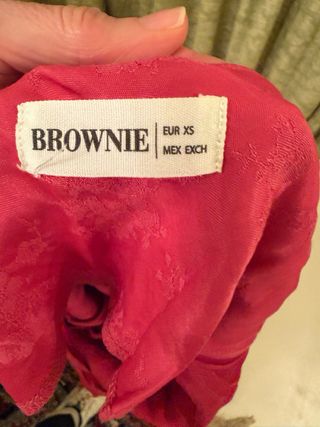 BROWNIE
EUR XS
MEX EXCH